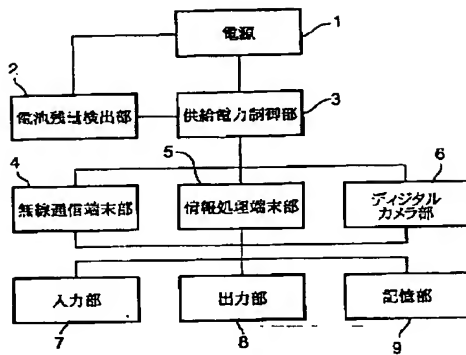 電源
1
2
電池残量検出部
供給電力制御部
3
4
5
6
無線通信端末部
情報処理端末部
ディジタル
カメラ部
入力部
出力部
記憶部
7
8
9